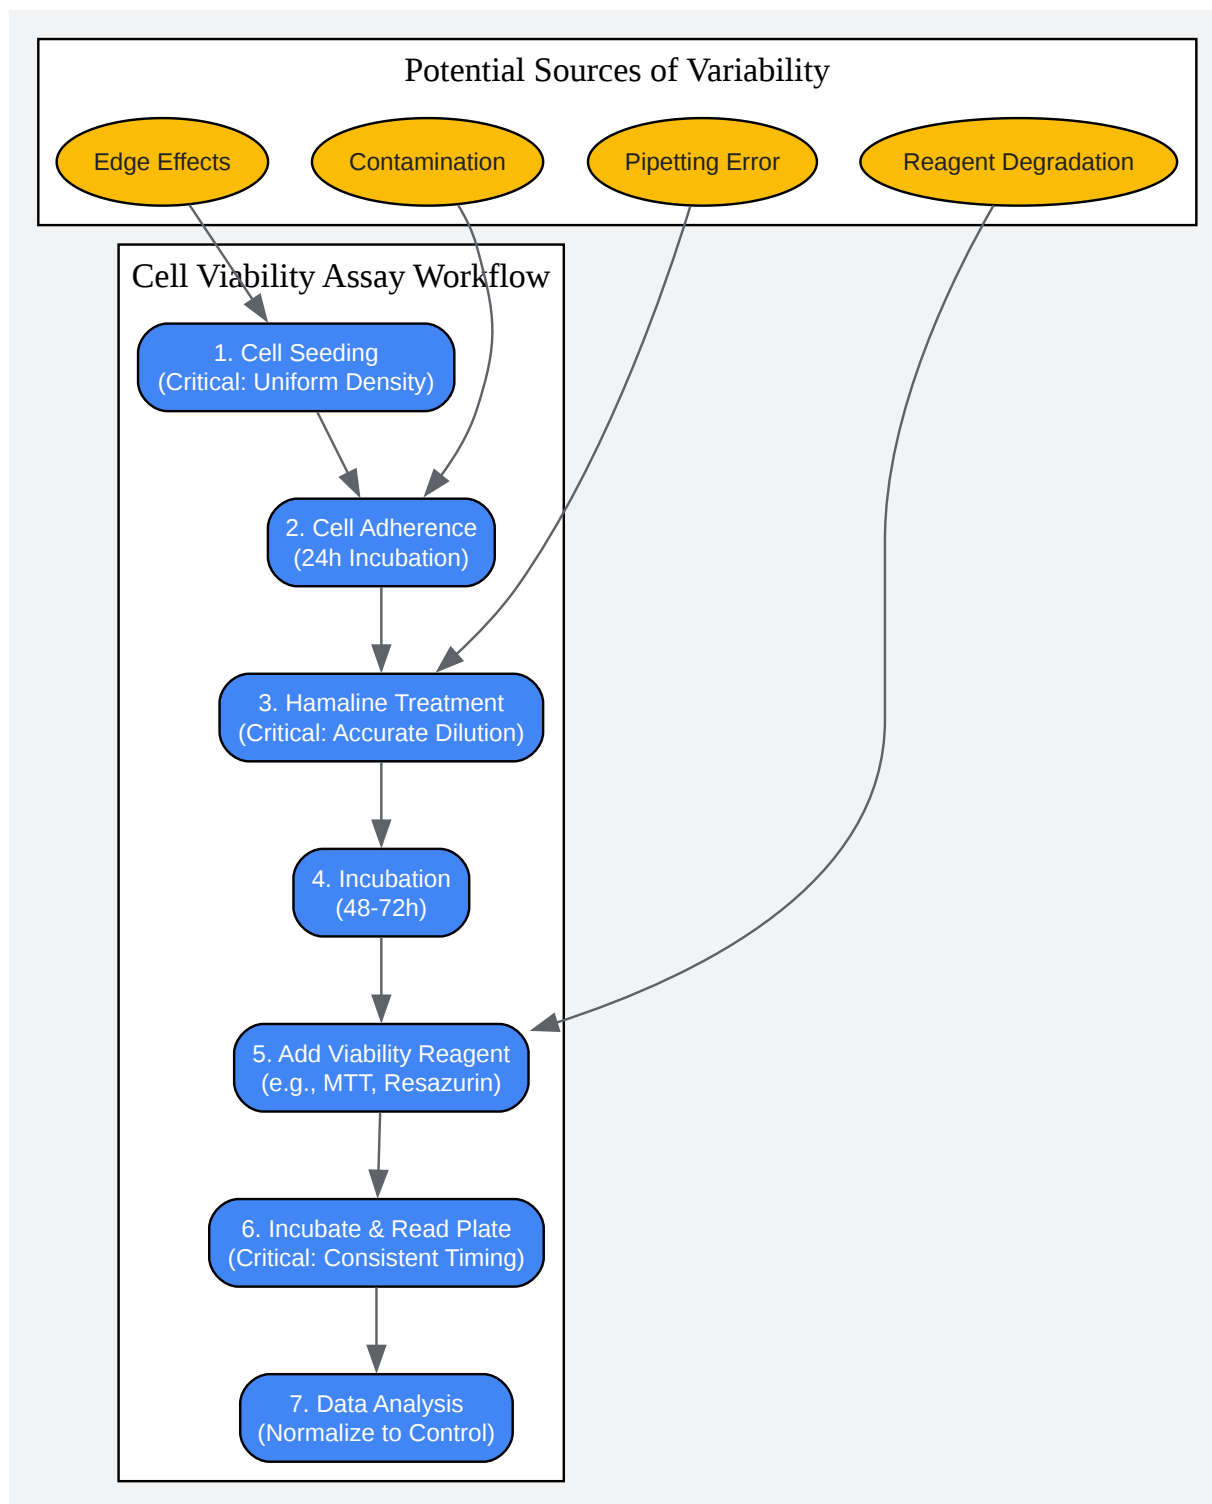 Potential Sources of Variability
Edge Effects
Contamination
Pipetting Error
Reagent Degradation
Cell Viability Assay Workflow
1. Cell Seeding
(Critical: Uniform Density)
2. Cell Adherence
(24h Incubation)
3. Hamaline Treatment
(Critical: Accurate Dilution)
4. Incubation
(48-72h)
5. Add Viability Reagent
(e.g., MTT, Resazurin)
6. Incubate & Read Plate
(Critical: Consistent Timing)
7. Data Analysis
(Normalize to Control)